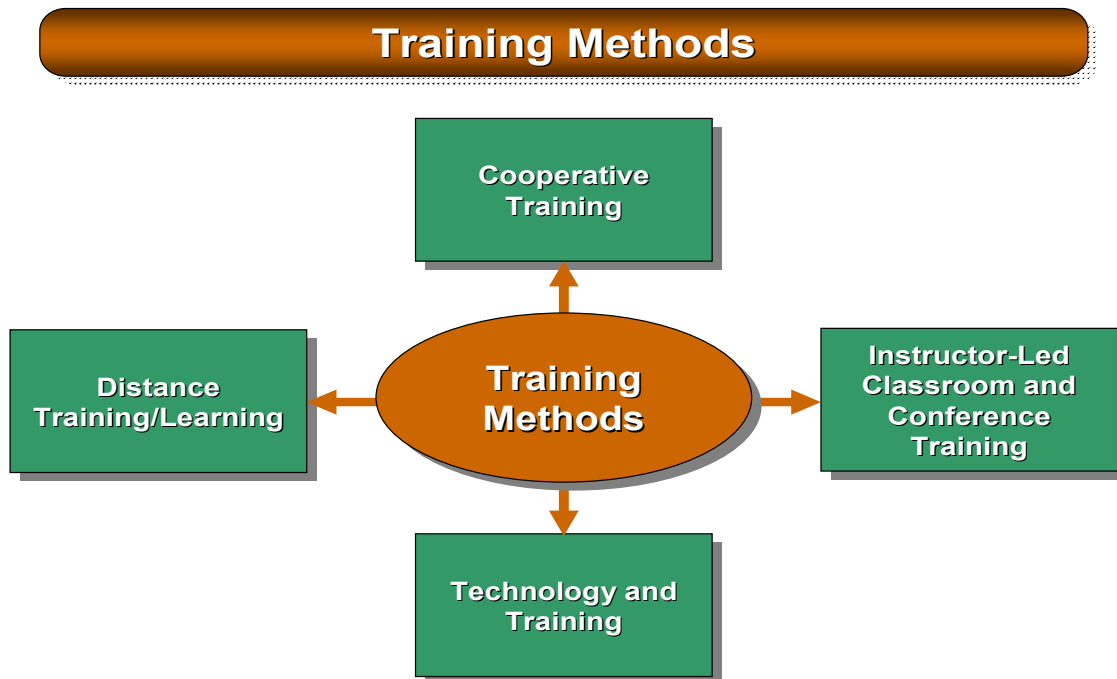 Training Methods
Cooperative
Training
Distance
Training/Learning
Training
Methods
Instructor-Led
Classroom and
Conference
Training
Technology and
Training